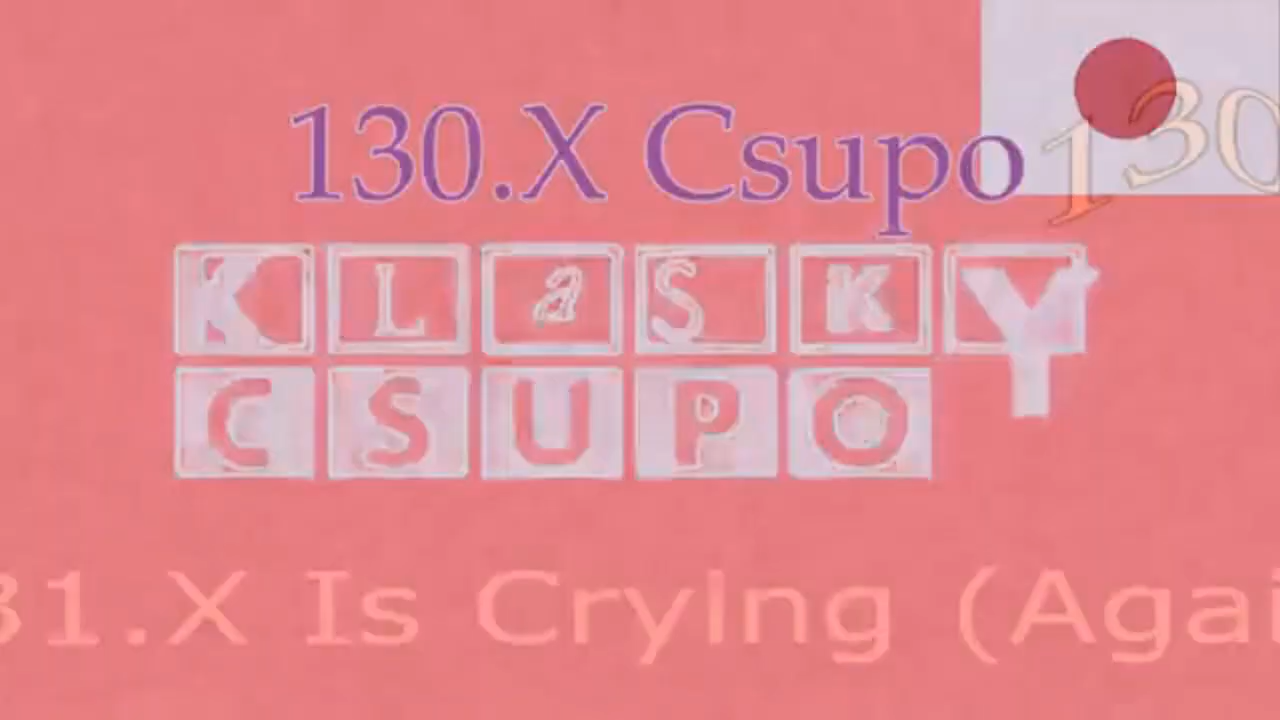 130.X Csupo
130
KLaSKY
CSUPO
31.X Is CryIng (Agai